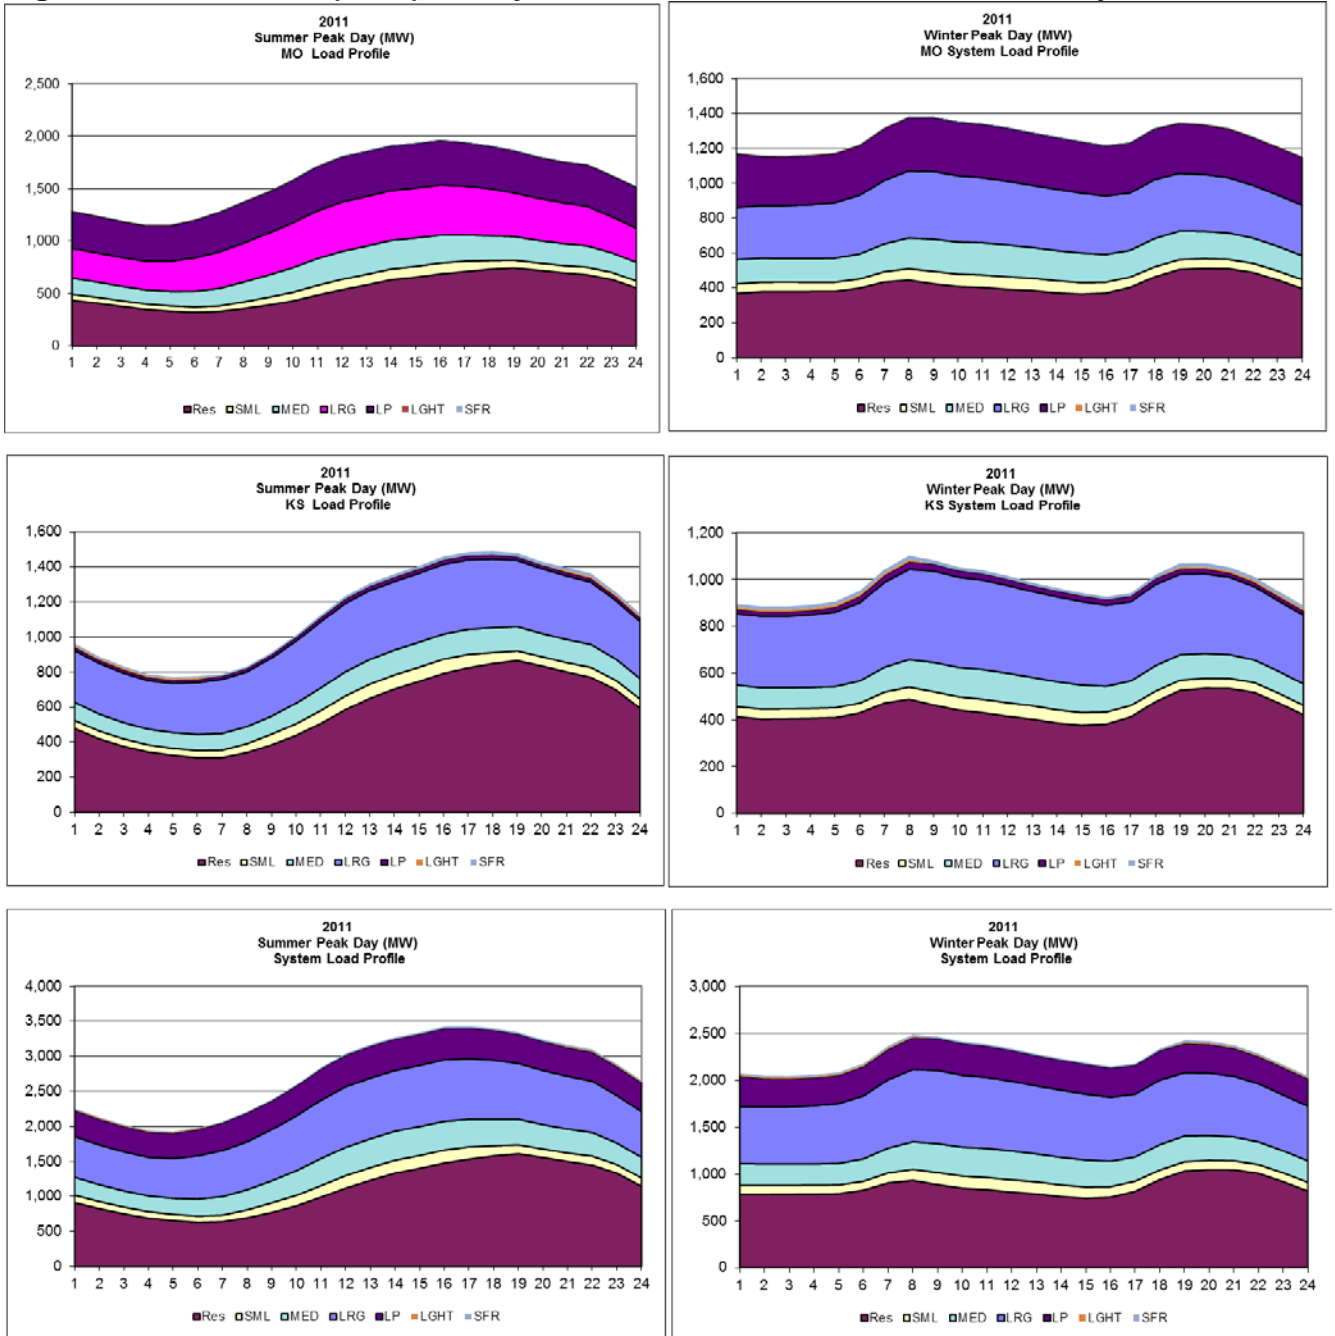 2011
Summer Peak Day (MW)
MO Load Profile
2,500
2,000
1,500
1,000
500
0
1 2 3 4 5 6 7 8 9 10 11 12 13 14 15 16 17 18 19 20 21 22 23 24
Res SML MED LRG LP LGHT SFR
2011
Winter Peak Day (MW)
MO System Load Profile
1,600
1,400
1,200
1,000
800
600
400
200
0
1 2 3 4 5 6 7 8 9 10 11 12 13 14 15 16 17 18 19 20 21 22 23 24
Res SML MED LRG LP LGHT SFR
2011
Summer Peak Day (MW)
KS Load Profile
1,600
1,400
1,200
1,000
800
600
400
200
0
1 2 3 4 5 6 7 8 9 10 11 12 13 14 15 16 17 18 19 20 21 22 23 24
Res SML MED LRG LP LGHT SFR
2011
Winter Peak Day (MW)
KS System Load Profile
1,200
1,000
800
600
400
200
0
1 2 3 4 5 6 7 8 9 10 11 12 13 14 15 16 17 18 19 20 21 22 23 24
Res SML MED LRG LP LGHT SFR
2011
Summer Peak Day (MW)
System Load Profile
4,000
3,500
3,000
2,500
2,000
1,500
1,000
500
0
1 2 3 4 5 6 7 8 9 10 11 12 13 14 15 16 17 18 19 20 21 22 23 24
Res SML MED LRG LP LGHT SFR
2011
Winter Peak Day (MW)
System Load Profile
3,000
2,500
2,000
1,500
1,000
500
0
1 2 3 4 5 6 7 8 9 10 11 12 13 14 15 16 17 18 19 20 21 22 23 24
Res SML MED LRG LP LGHT SFR